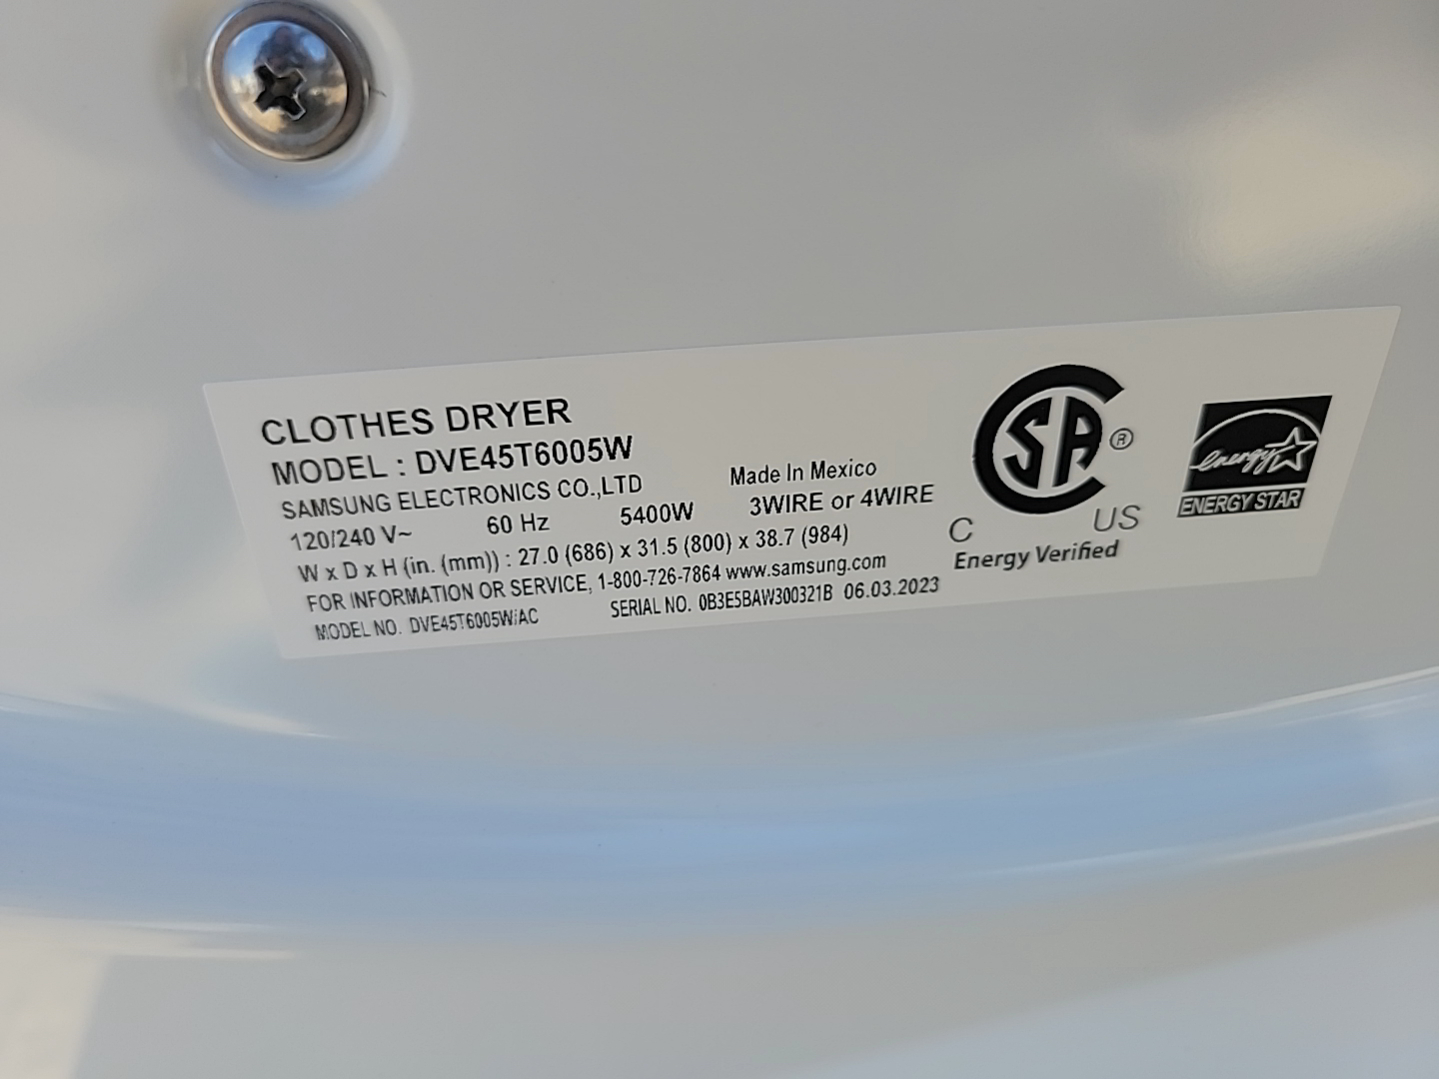 CLOTHES DRYER
MODEL : DVE45T6005W
SAMSUNG ELECTRONICS CO.,LTD
Made In Mexico
120/240 V~ 60 Hz 5400W 3WIRE or 4WIRE
W x D x H (in. (mm)) : 27.0 (686) x 31.5 (800) x 38.7 (984)
FOR INFORMATION OR SERVICE, 1-800-726-7864 www.samsung.com
MODEL NO. DVE45T6005W/AC SERIAL NO. 0B3E5BAW300321B 06.03.2023
SA ®
C US
Energy Verified
energy
ENERGY STAR